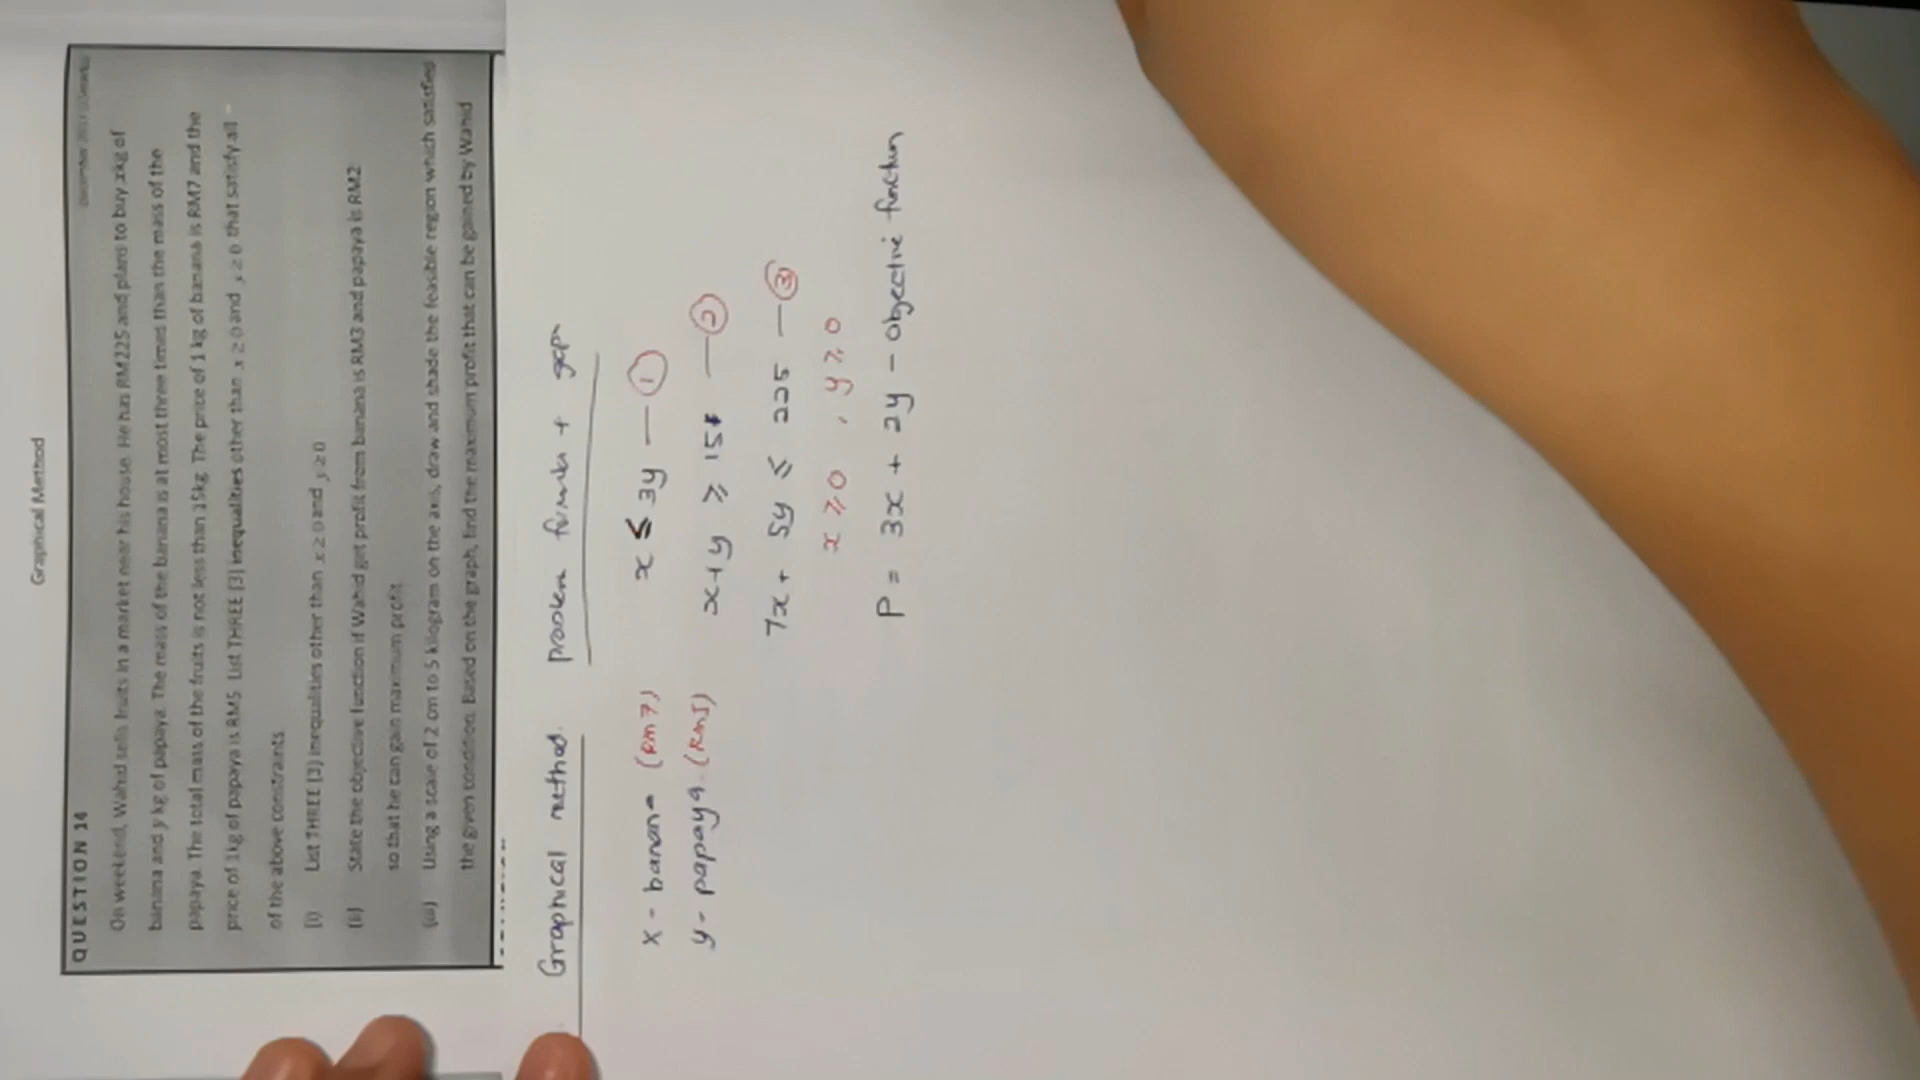 Graphical Method
QUESTION 14
December 2017
On weekend, Wahid sells fruits in a market near his house. He has RM225 and plans to buy x kg of
banana and y kg of papaya. The mass of the banana is at most three times than the mass of the
papaya. The total mass of the fruits is not less than 15kg. The price of 1 kg of banana is RM7 and the
price of 1kg of papaya is RM5. List THREE [3] inequalities other than x ≥ 0 and y ≥ 0 that satisfy all
of the above constraints.
(i) List THREE [3] inequalities other than x ≥ 0 and y ≥ 0
(ii) State the objective function if Wahid get profit from banana is RM3 and papaya is RM2
so that he can gain maximum profit.
(iii) Using a scale of 2 cm to 5 kilogram on the axis, draw and shade the feasible region which satisfied
the given condition. Based on the graph, find the maximum profit that can be gained by Wahid
Graphical method. problem +
x - banana (RM7) x ≤ 3y — ①
y - papaya (RM5) x + y ≥ 15 — ②
7x + 5y ≤ 225 — ③
x ≥ 0 , y ≥ 0
P = 3x + 2y - objective function